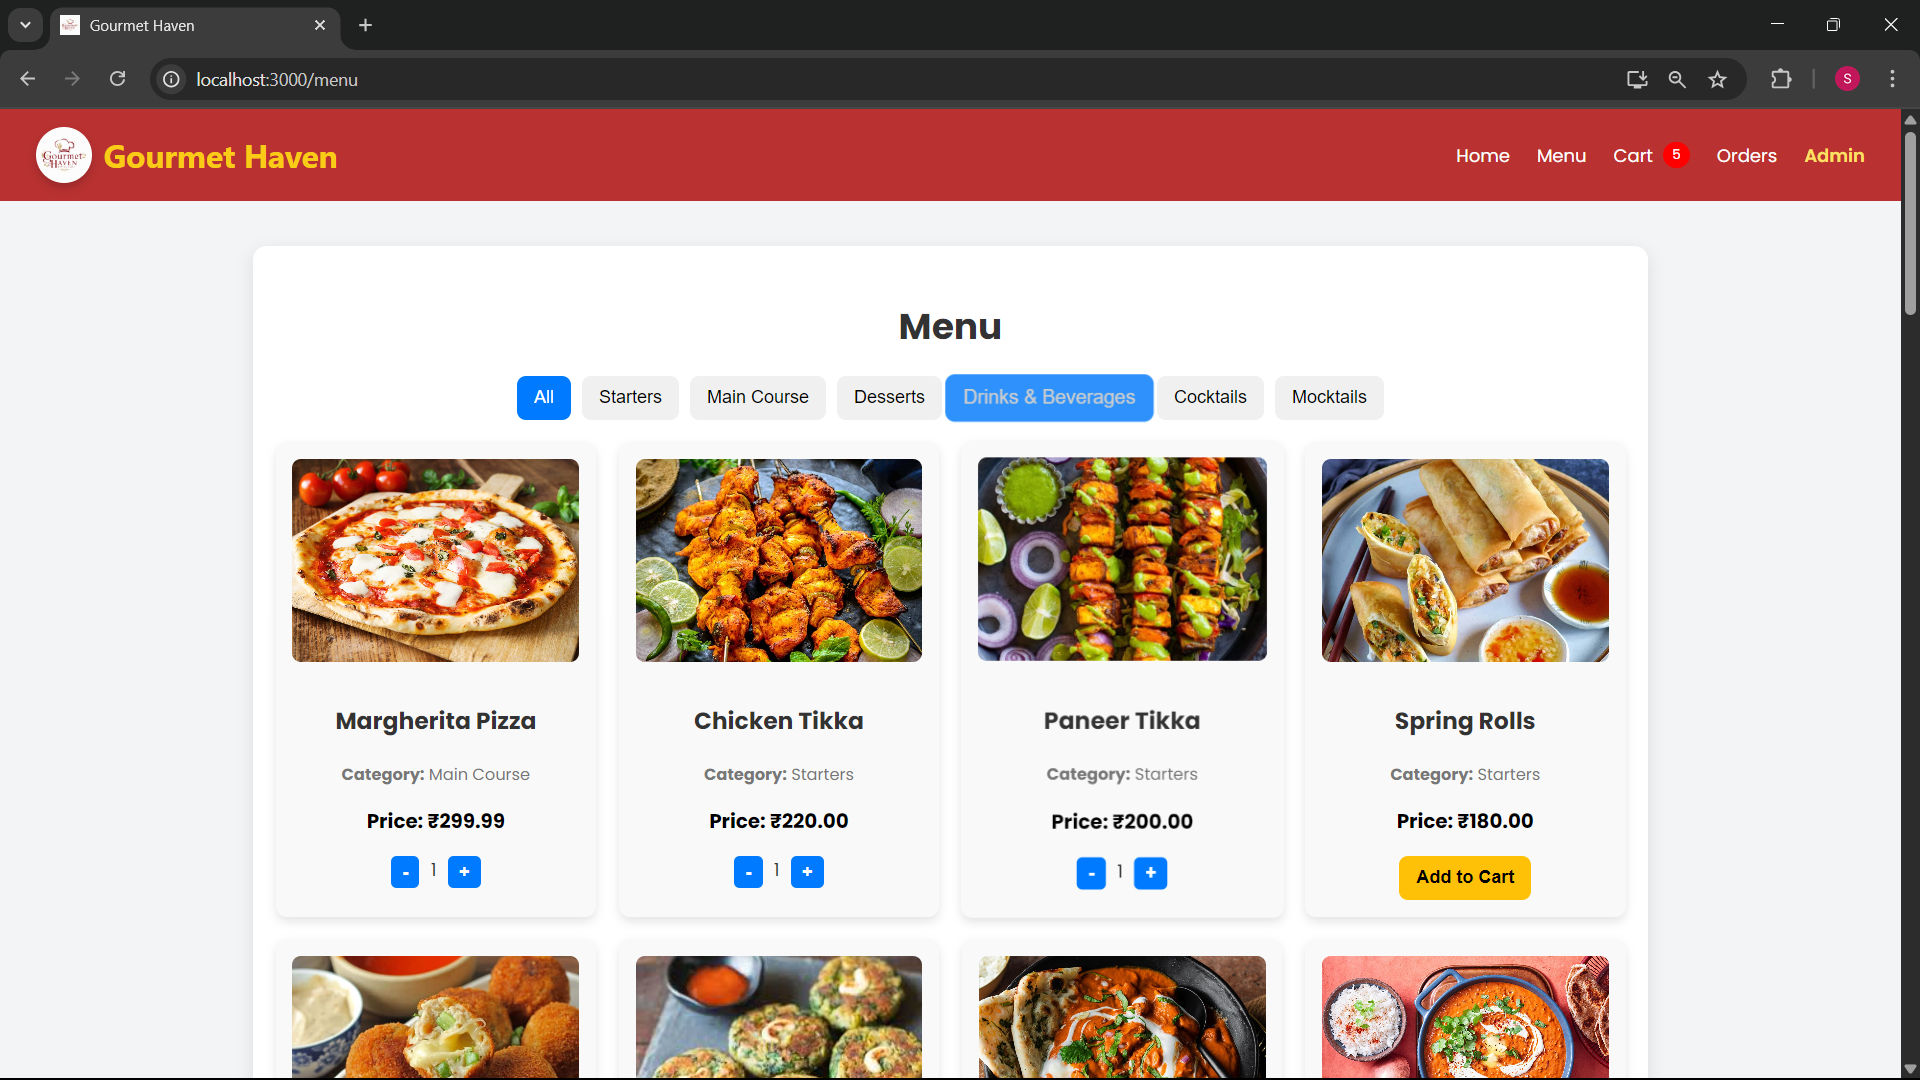 Gourmet Haven
localhost:3000/menu
S
Gourmet HAVEN
Gourmet Haven
Home Menu Cart 5 Orders Admin
Menu
All Starters Main Course Desserts Drinks & Beverages Cocktails Mocktails
Margherita Pizza Chicken Tikka Paneer Tikka Spring Rolls
Category: Main Course Category: Starters Category: Starters Category: Starters
Price: ₹299.99 Price: ₹220.00 Price: ₹200.00 Price: ₹180.00
- 1 + - 1 + - 1 + Add to Cart